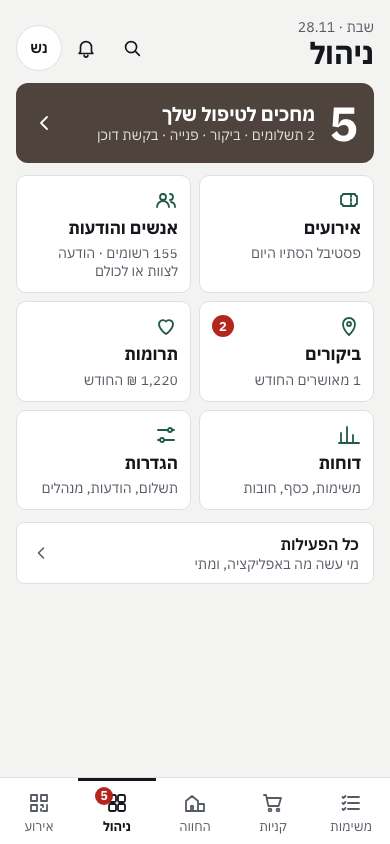 שבת · 28.11
ניהול
נש
5
מחכים לטיפול שלך
2 תשלומים · ביקור · פנייה · בקשת דוכן
אירועים
פסטיבל הסתיו היום
אנשים והודעות
155 רשומים · הודעה
לצוות או לכולם
2
ביקורים
1 מאושרים החודש
תרומות
1,220 ₪ החודש
דוחות
משימות, כסף, חובות
הגדרות
תשלום, הודעות, מנהלים
כל הפעילות
מי עשה מה באפליקציה, ומתי
משימות
קניות
החווה
5
ניהול
אירוע